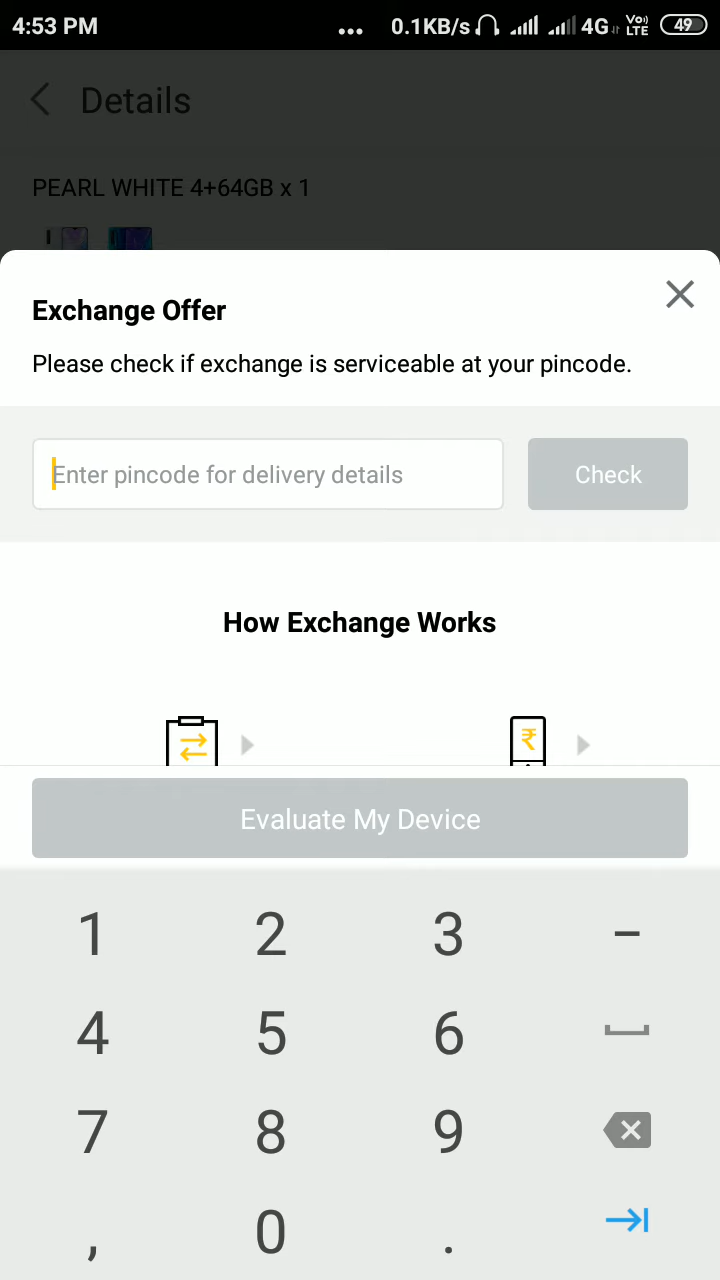 4:53 PM ... 0.1KB/s 4G Vo) LTE 49
Details
PEARL WHITE 4+64GB x 1
Exchange Offer
Please check if exchange is serviceable at your pincode.
Enter pincode for delivery details Check
How Exchange Works
₹
Evaluate My Device
1 2 3 –
4 5 6
7 8 9
, 0 .